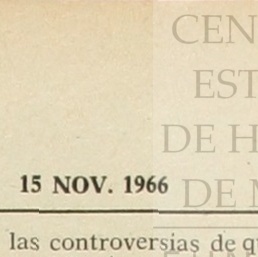 CEN
EST
DE H
15 NOV. 1966
DE M
las controversias de q